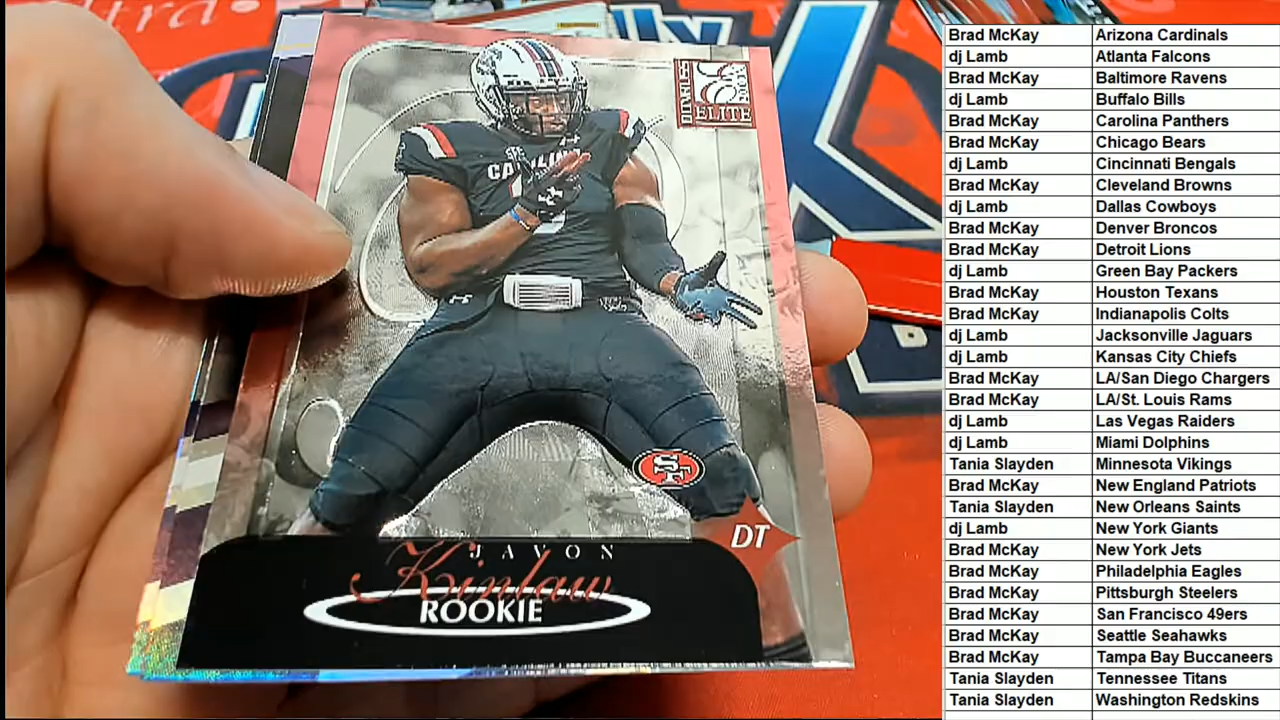 DONRUSS
ELITE
CAROLINA
SF
DT
JAVON
Kinlaw
ROOKIE
Brad McKay Arizona Cardinals
dj Lamb Atlanta Falcons
Brad McKay Baltimore Ravens
dj Lamb Buffalo Bills
Brad McKay Carolina Panthers
Brad McKay Chicago Bears
dj Lamb Cincinnati Bengals
Brad McKay Cleveland Browns
dj Lamb Dallas Cowboys
Brad McKay Denver Broncos
Brad McKay Detroit Lions
dj Lamb Green Bay Packers
Brad McKay Houston Texans
Brad McKay Indianapolis Colts
dj Lamb Jacksonville Jaguars
dj Lamb Kansas City Chiefs
Brad McKay LA/San Diego Chargers
Brad McKay LA/St. Louis Rams
dj Lamb Las Vegas Raiders
dj Lamb Miami Dolphins
Tania Slayden Minnesota Vikings
Brad McKay New England Patriots
Tania Slayden New Orleans Saints
dj Lamb New York Giants
Brad McKay New York Jets
Brad McKay Philadelphia Eagles
Brad McKay Pittsburgh Steelers
Brad McKay San Francisco 49ers
Brad McKay Seattle Seahawks
Brad McKay Tampa Bay Buccaneers
Tania Slayden Tennessee Titans
Tania Slayden Washington Redskins